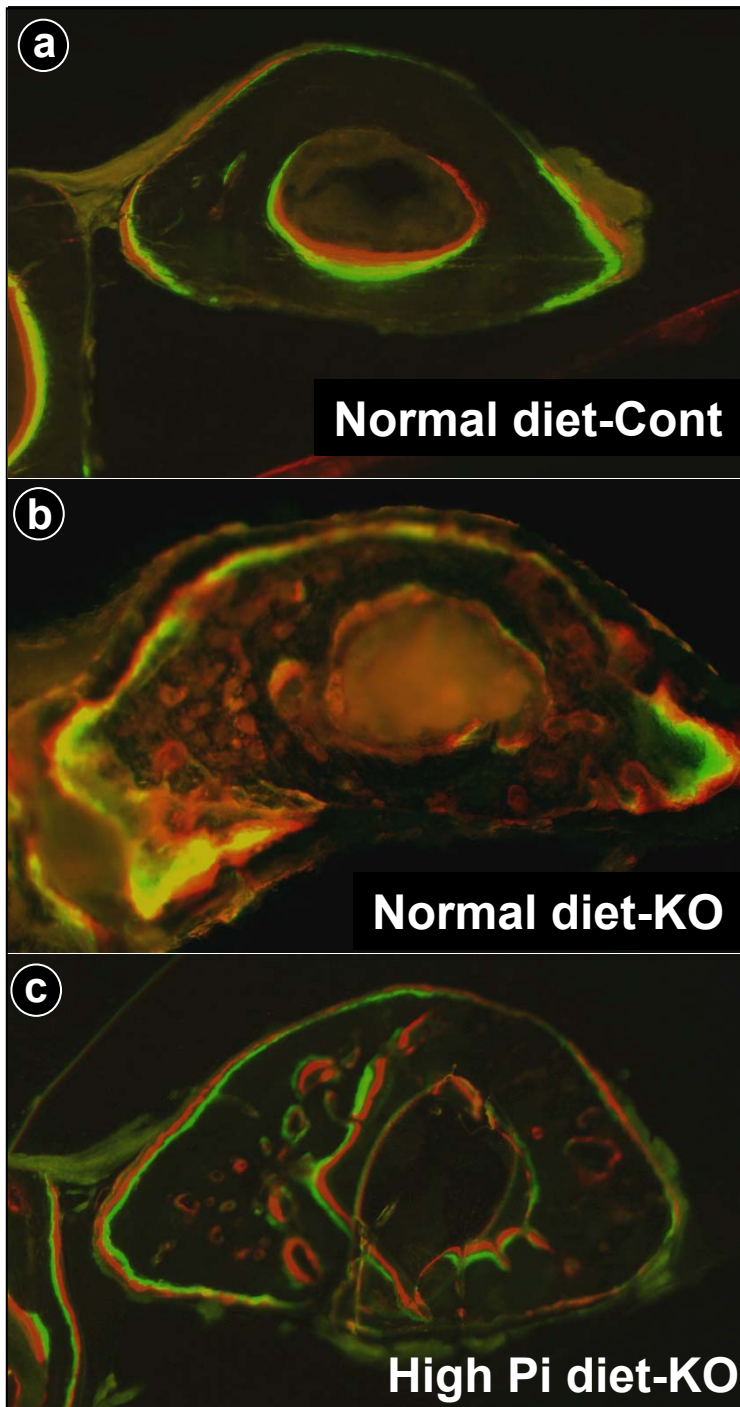 a
Normal diet-Cont
b
Normal diet-KO
c
High Pi diet-KO